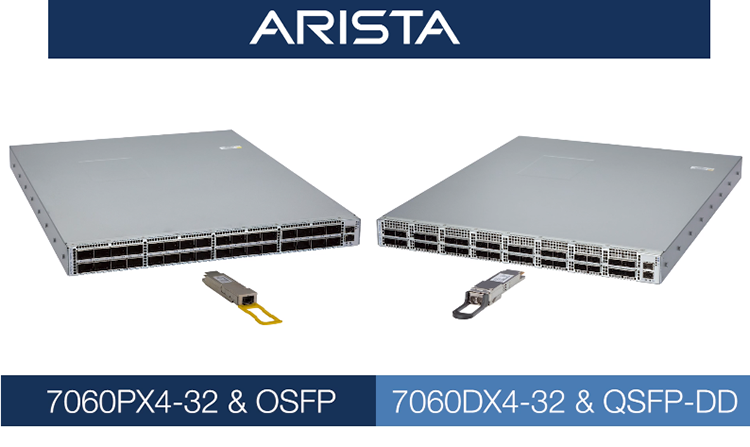 ARISTA
7060PX4-32 & OSFP
7060DX4-32 & QSFP-DD